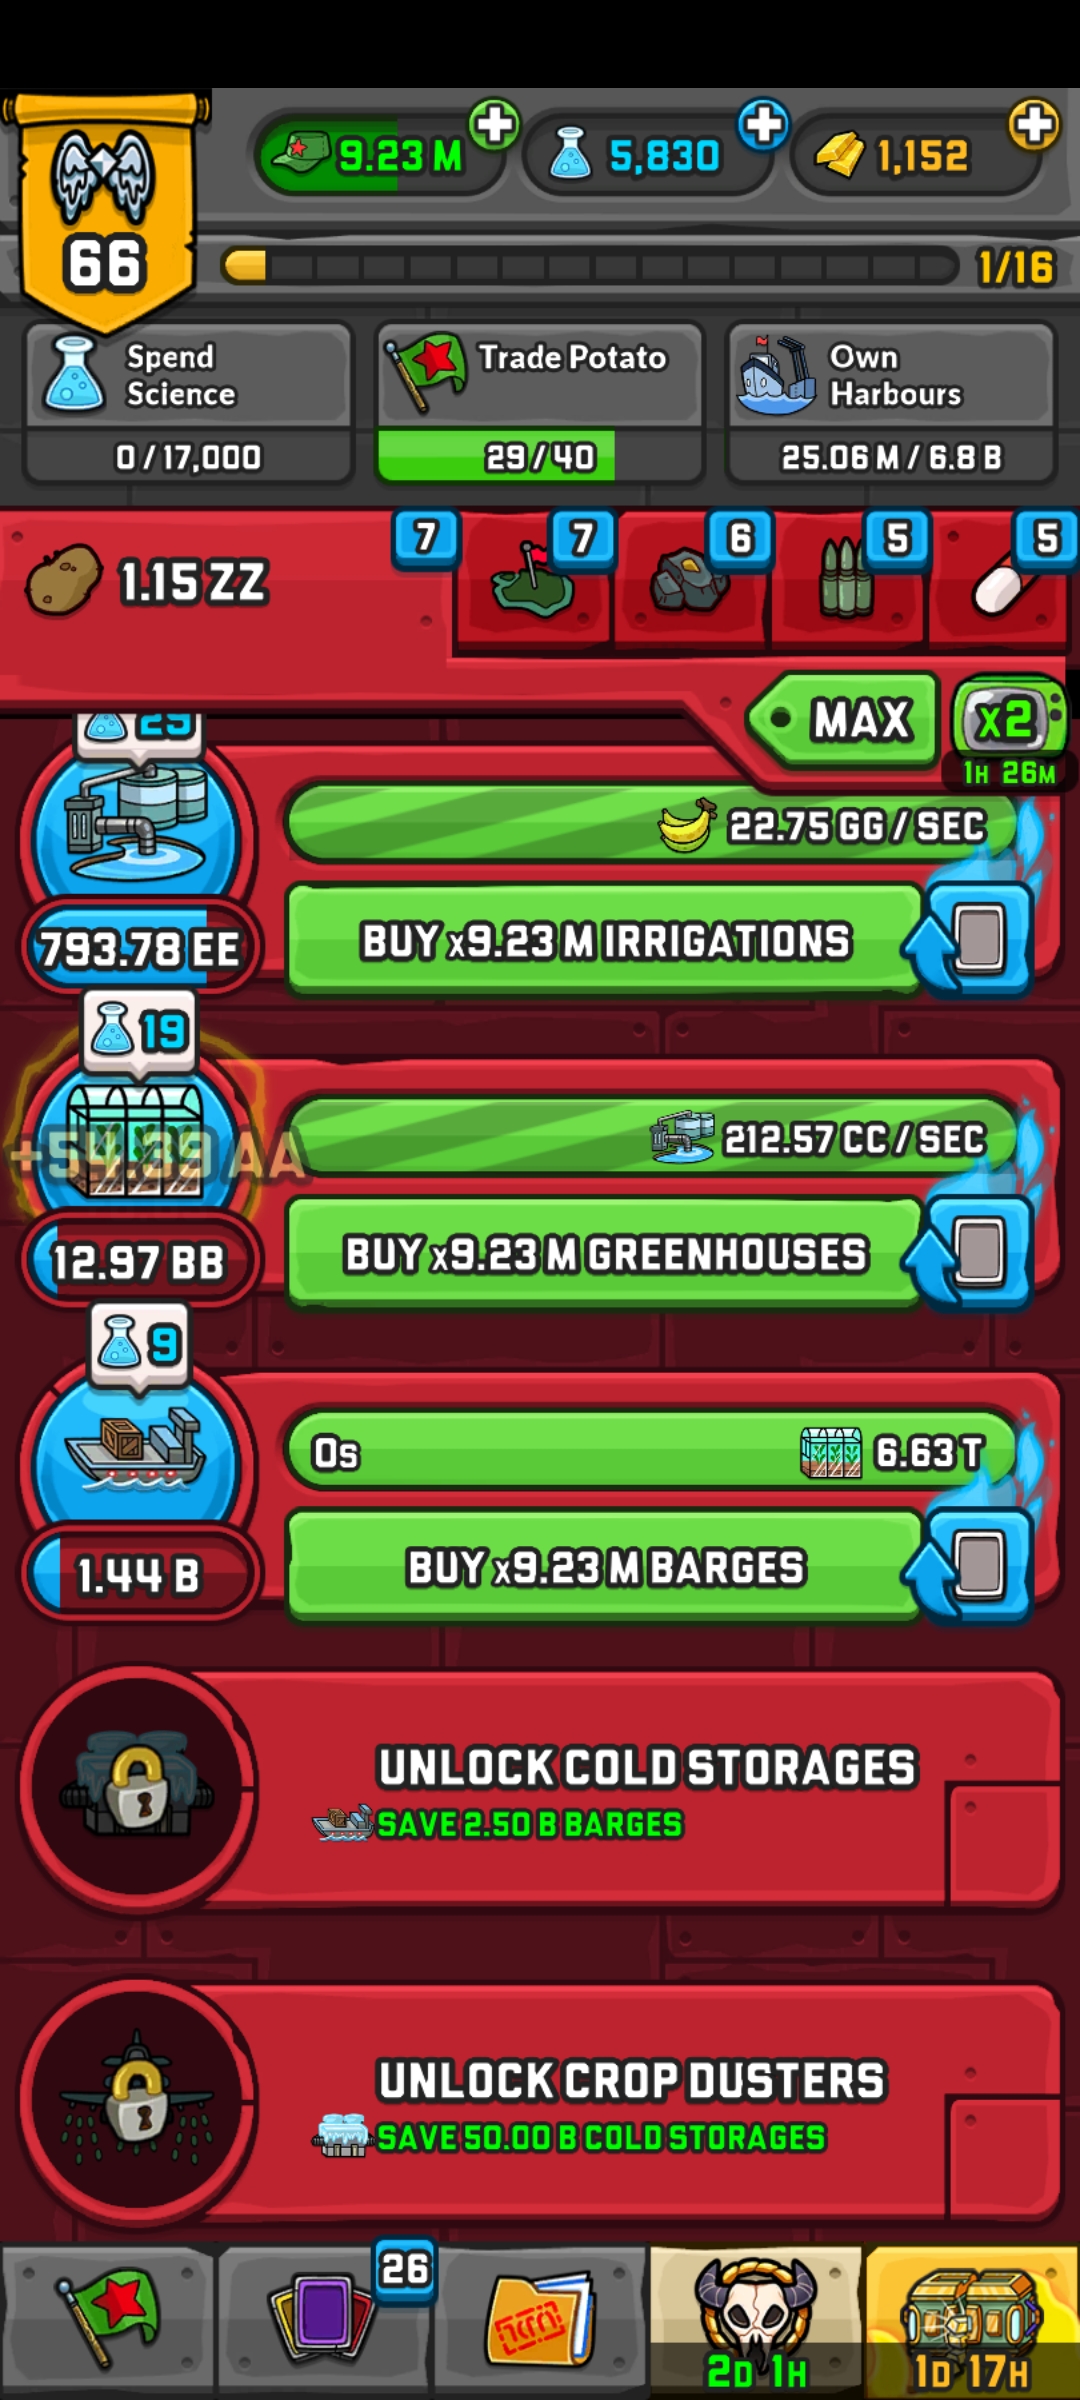 9.23 M
5,830
1,152
66
1/16
Spend
Science
0 / 17,000
Trade Potato
29 / 40
Own
Harbours
25.06 M / 6.8 B
1.15 ZZ
7
7
6
5
5
MAX
x2
1H 26M
29
22.75 GG / SEC
793.78 EE
BUY x9.23 M IRRIGATIONS
19
+54.39 AA
212.57 CC / SEC
12.97 BB
BUY x9.23 M GREENHOUSES
9
0s
6.63 T
1.44 B
BUY x9.23 M BARGES
UNLOCK COLD STORAGES
SAVE 2.50 B BARGES
UNLOCK CROP DUSTERS
SAVE 50.00 B COLD STORAGES
26
2D 1H
1D 17H